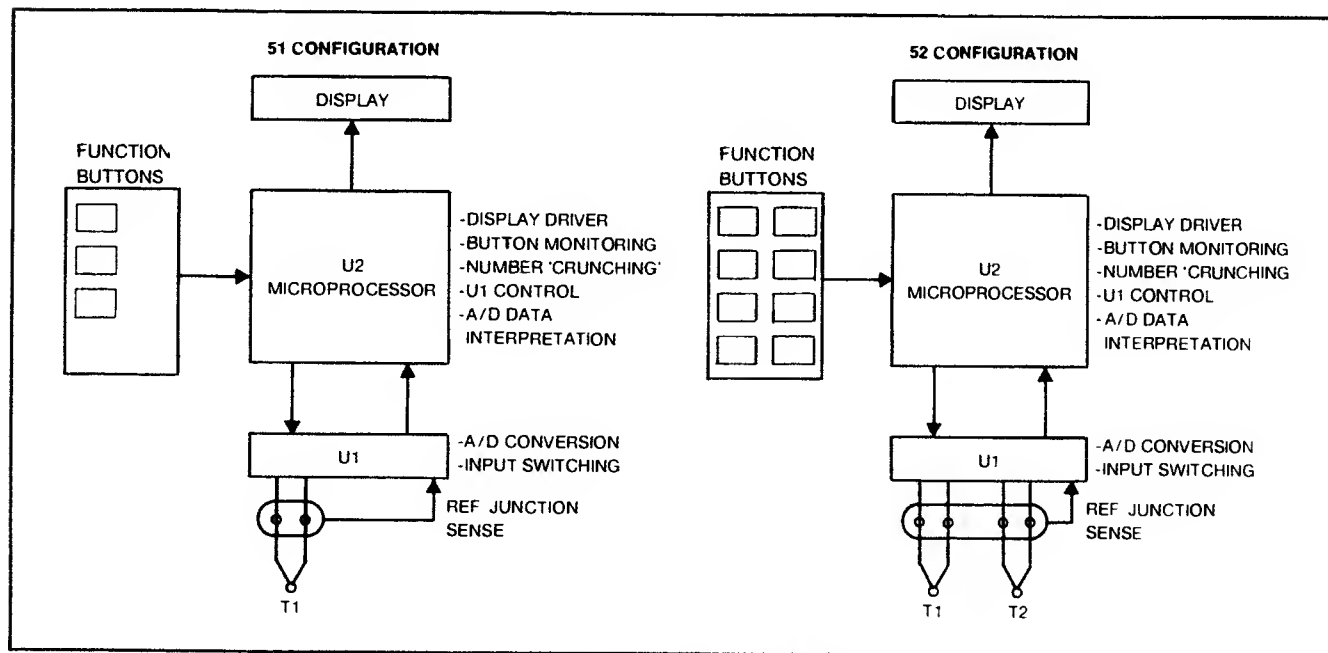 51 CONFIGURATION
DISPLAY
FUNCTION
BUTTONS
U2
MICROPROCESSOR
-DISPLAY DRIVER
-BUTTON MONITORING
-NUMBER 'CRUNCHING'
-U1 CONTROL
-A/D DATA
INTERPRETATION
U1
-A/D CONVERSION
-INPUT SWITCHING
REF JUNCTION
SENSE
T1
52 CONFIGURATION
DISPLAY
FUNCTION
BUTTONS
U2
MICROPROCESSOR
-DISPLAY DRIVER
-BUTTON MONITORING
-NUMBER 'CRUNCHING
-U1 CONTROL
-A/D DATA
INTERPRETATION
U1
-A/D CONVERSION
-INPUT SWITCHING
REF JUNCTION
SENSE
T1
T2